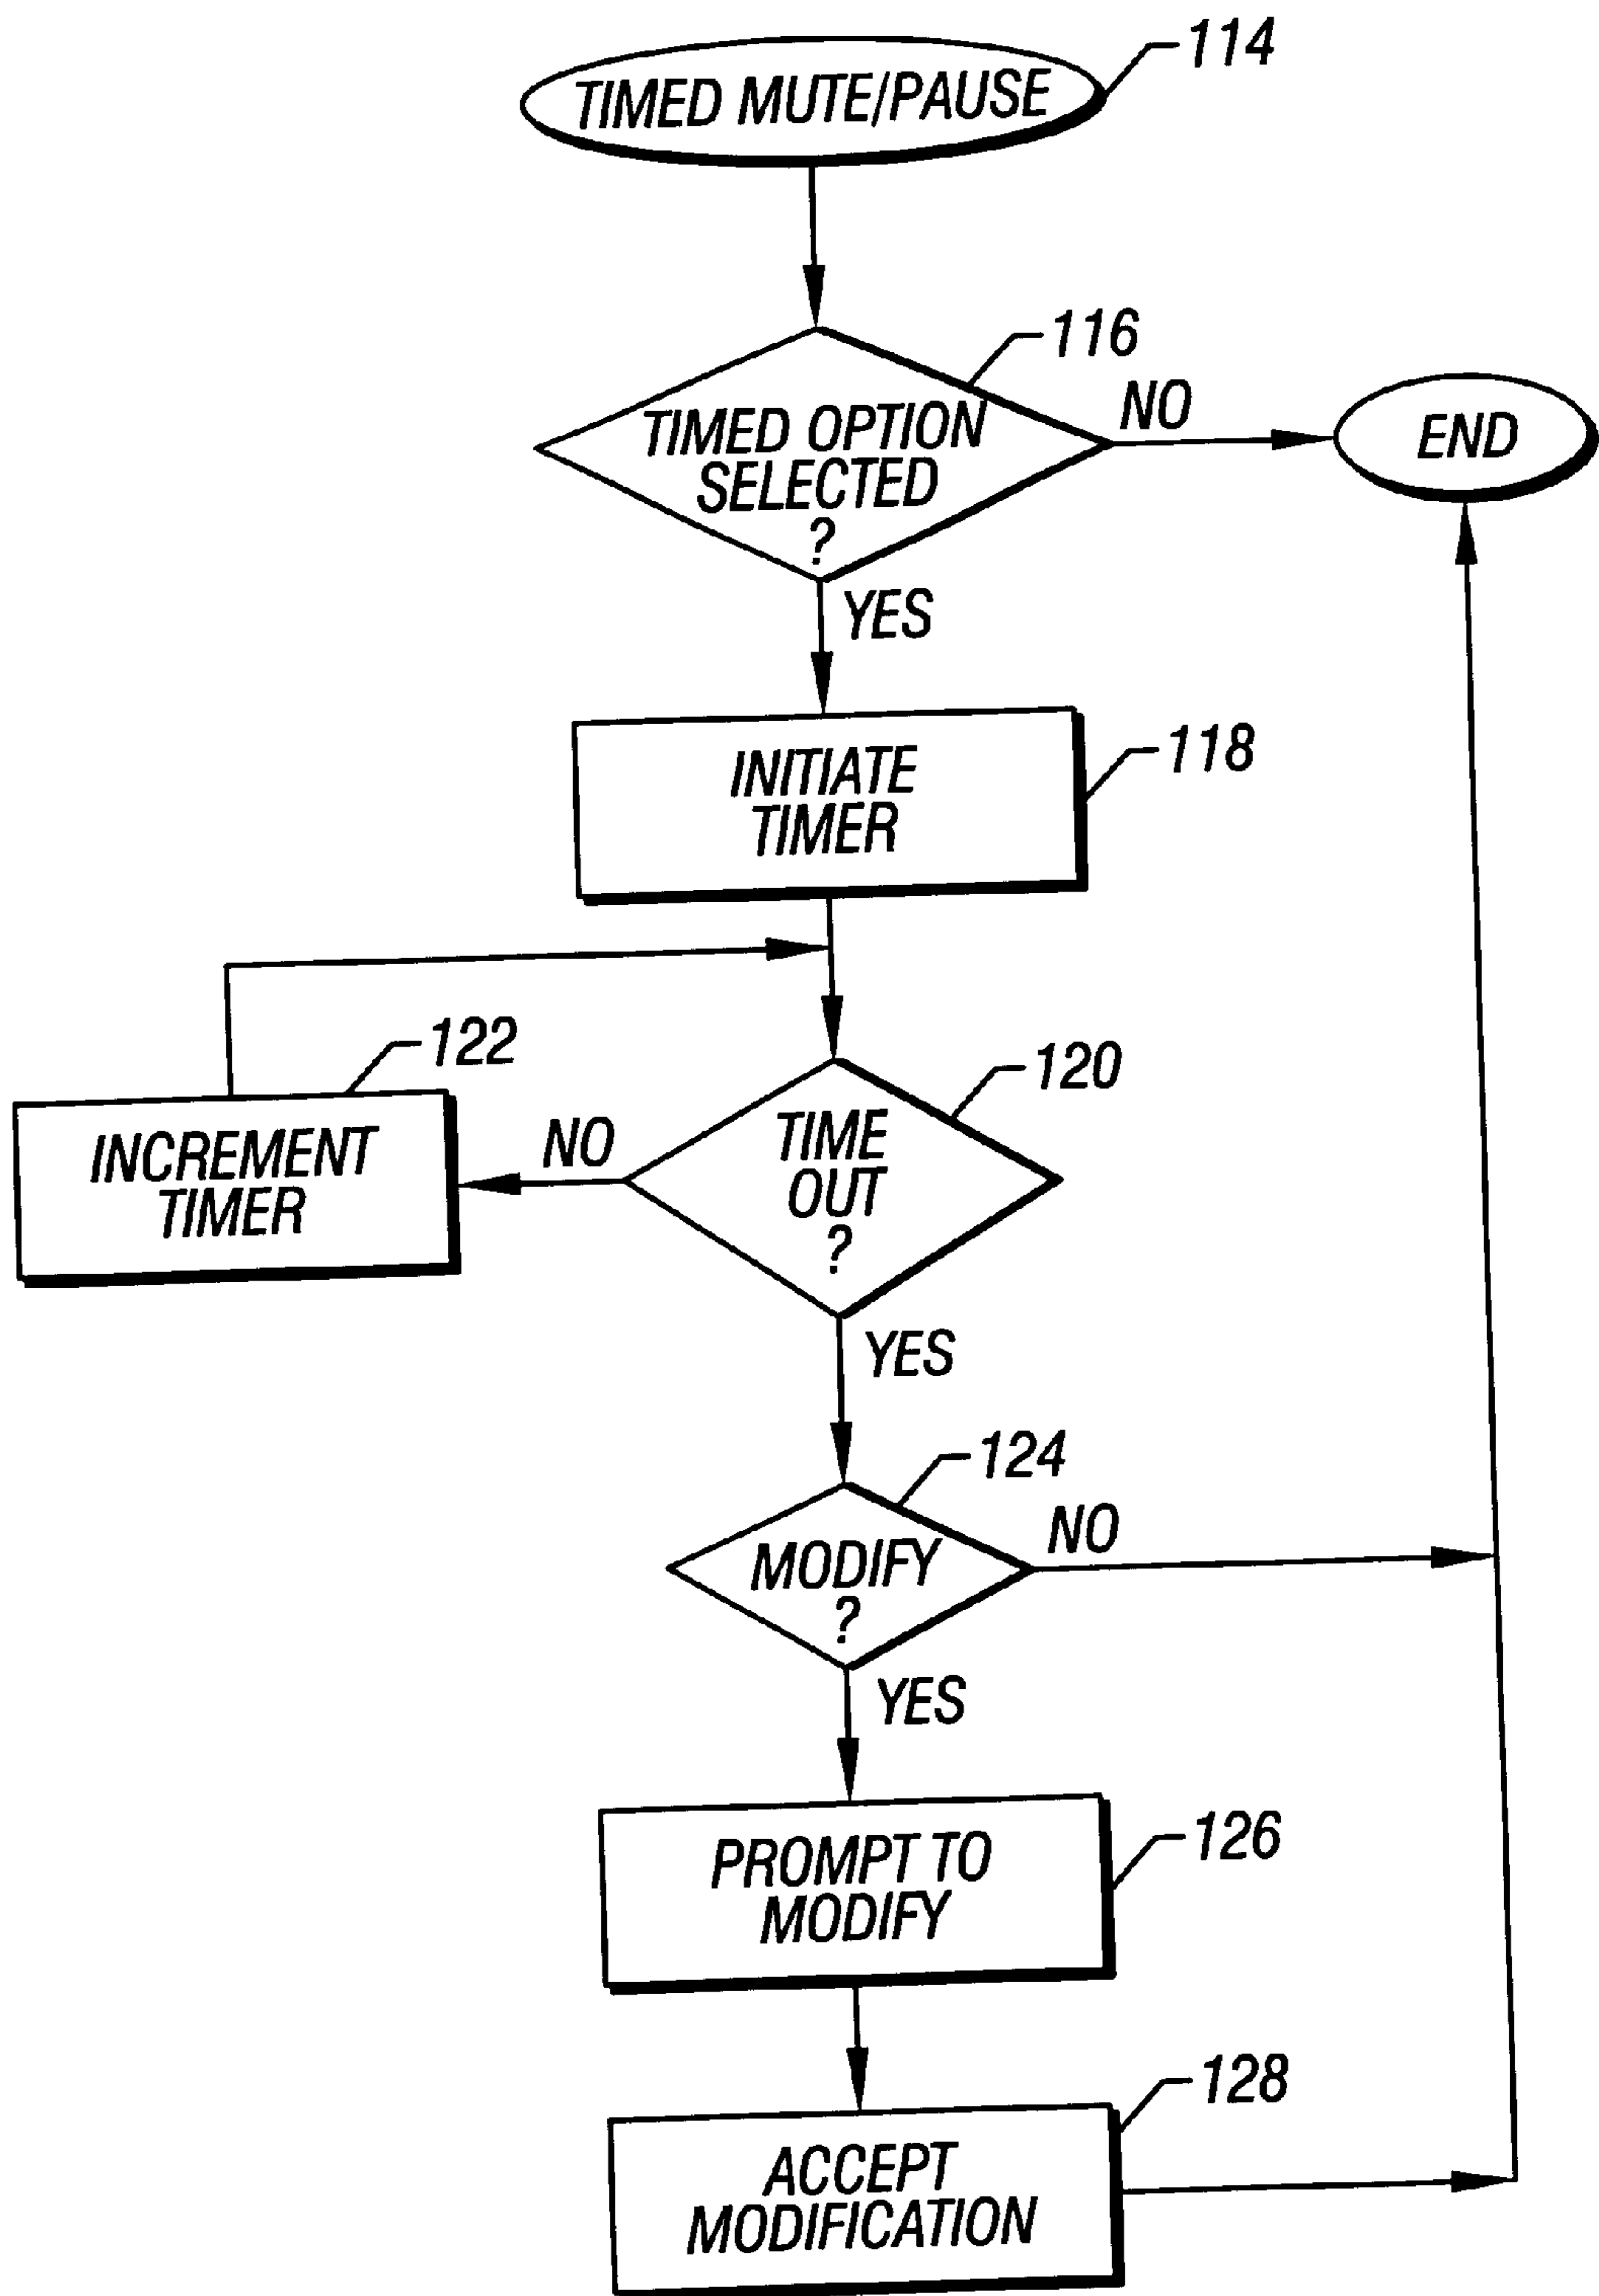 TIMED MUTE/PAUSE
114
116
TIMED OPTION
SELECTED
?
NO
END
YES
INITIATE
TIMER
118
122
INCREMENT
TIMER
NO
120
TIME
OUT
?
YES
124
MODIFY
?
NO
YES
PROMPT TO
MODIFY
126
128
ACCEPT
MODIFICATION